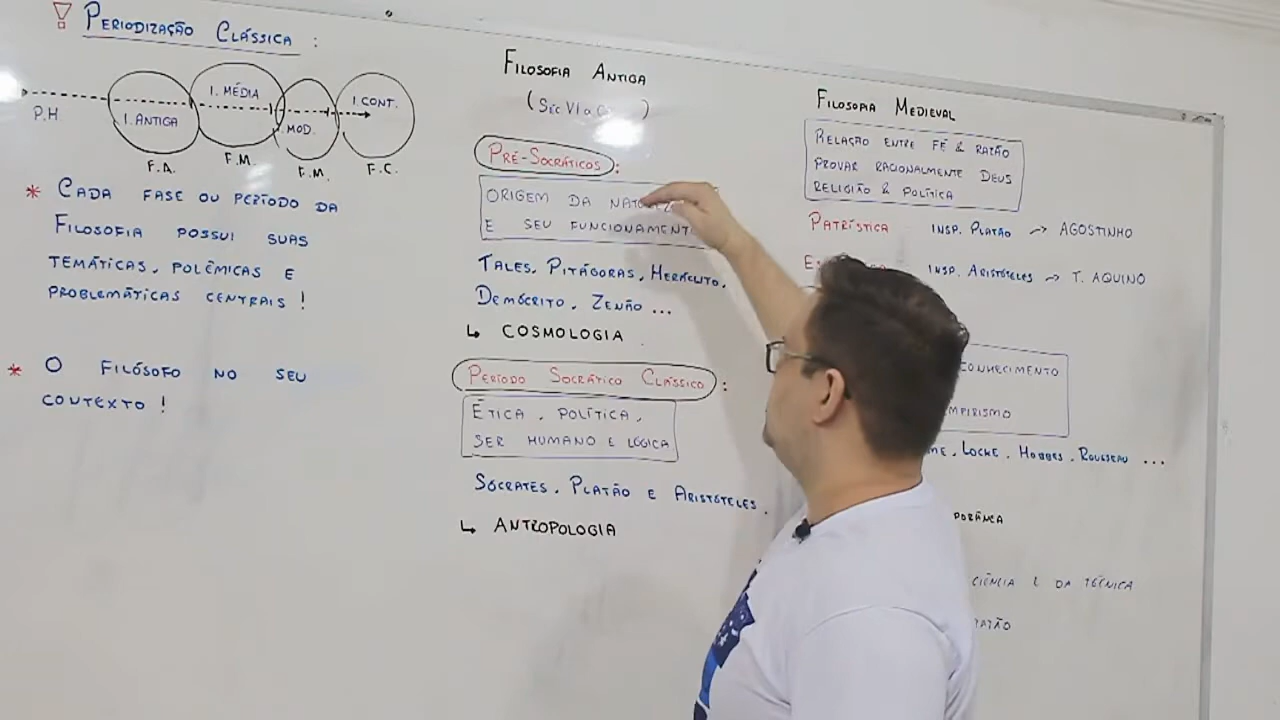 ! PERIODIZAÇÃO CLÁSSICA :
P.H
I. ANTIGA
I. MÉDIA
MOD.
I. CONT.
F.A.
F.M.
F.M.
F.C.
* CADA FASE OU PERÍODO DA
FILOSOFIA POSSUI SUAS
TEMÁTICAS, POLÊMICAS E
PROBLEMÁTICAS CENTRAIS !
* O FILÓSOFO NO SEU
CONTEXTO !
FILOSOFIA ANTIGA
(SÉC VI a )
PRÉ-SOCRÁTICOS :
ORIGEM DA
E SEU FUNCIONAMENTO
TALES, PITÁGORAS, HERÁCLITO,
DEMÓCRITO, ZENÃO ...
↳ COSMOLOGIA
PERÍODO SOCRÁTICO CLÁSSICO :
ÉTICA, POLÍTICA,
SER HUMANO E LÓGICA
SÓCRATES, PLATÃO E ARISTÓTELES.
↳ ANTROPOLOGIA
FILOSOFIA MEDIEVAL
RELAÇÃO ENTRE FÉ & RAZÃO
PROVAR RACIONALMENTE DEUS
RELIGIÃO & POLÍTICA
PATRÍSTICA INSP. PLATÃO → AGOSTINHO
INSP. ARISTÓTELES → T. AQUINO
CONHECIMENTO
EMPIRISMO
LOCKE, HOBBES, ROUSSEAU ...
CIÊNCIA E DA TÉCNICA